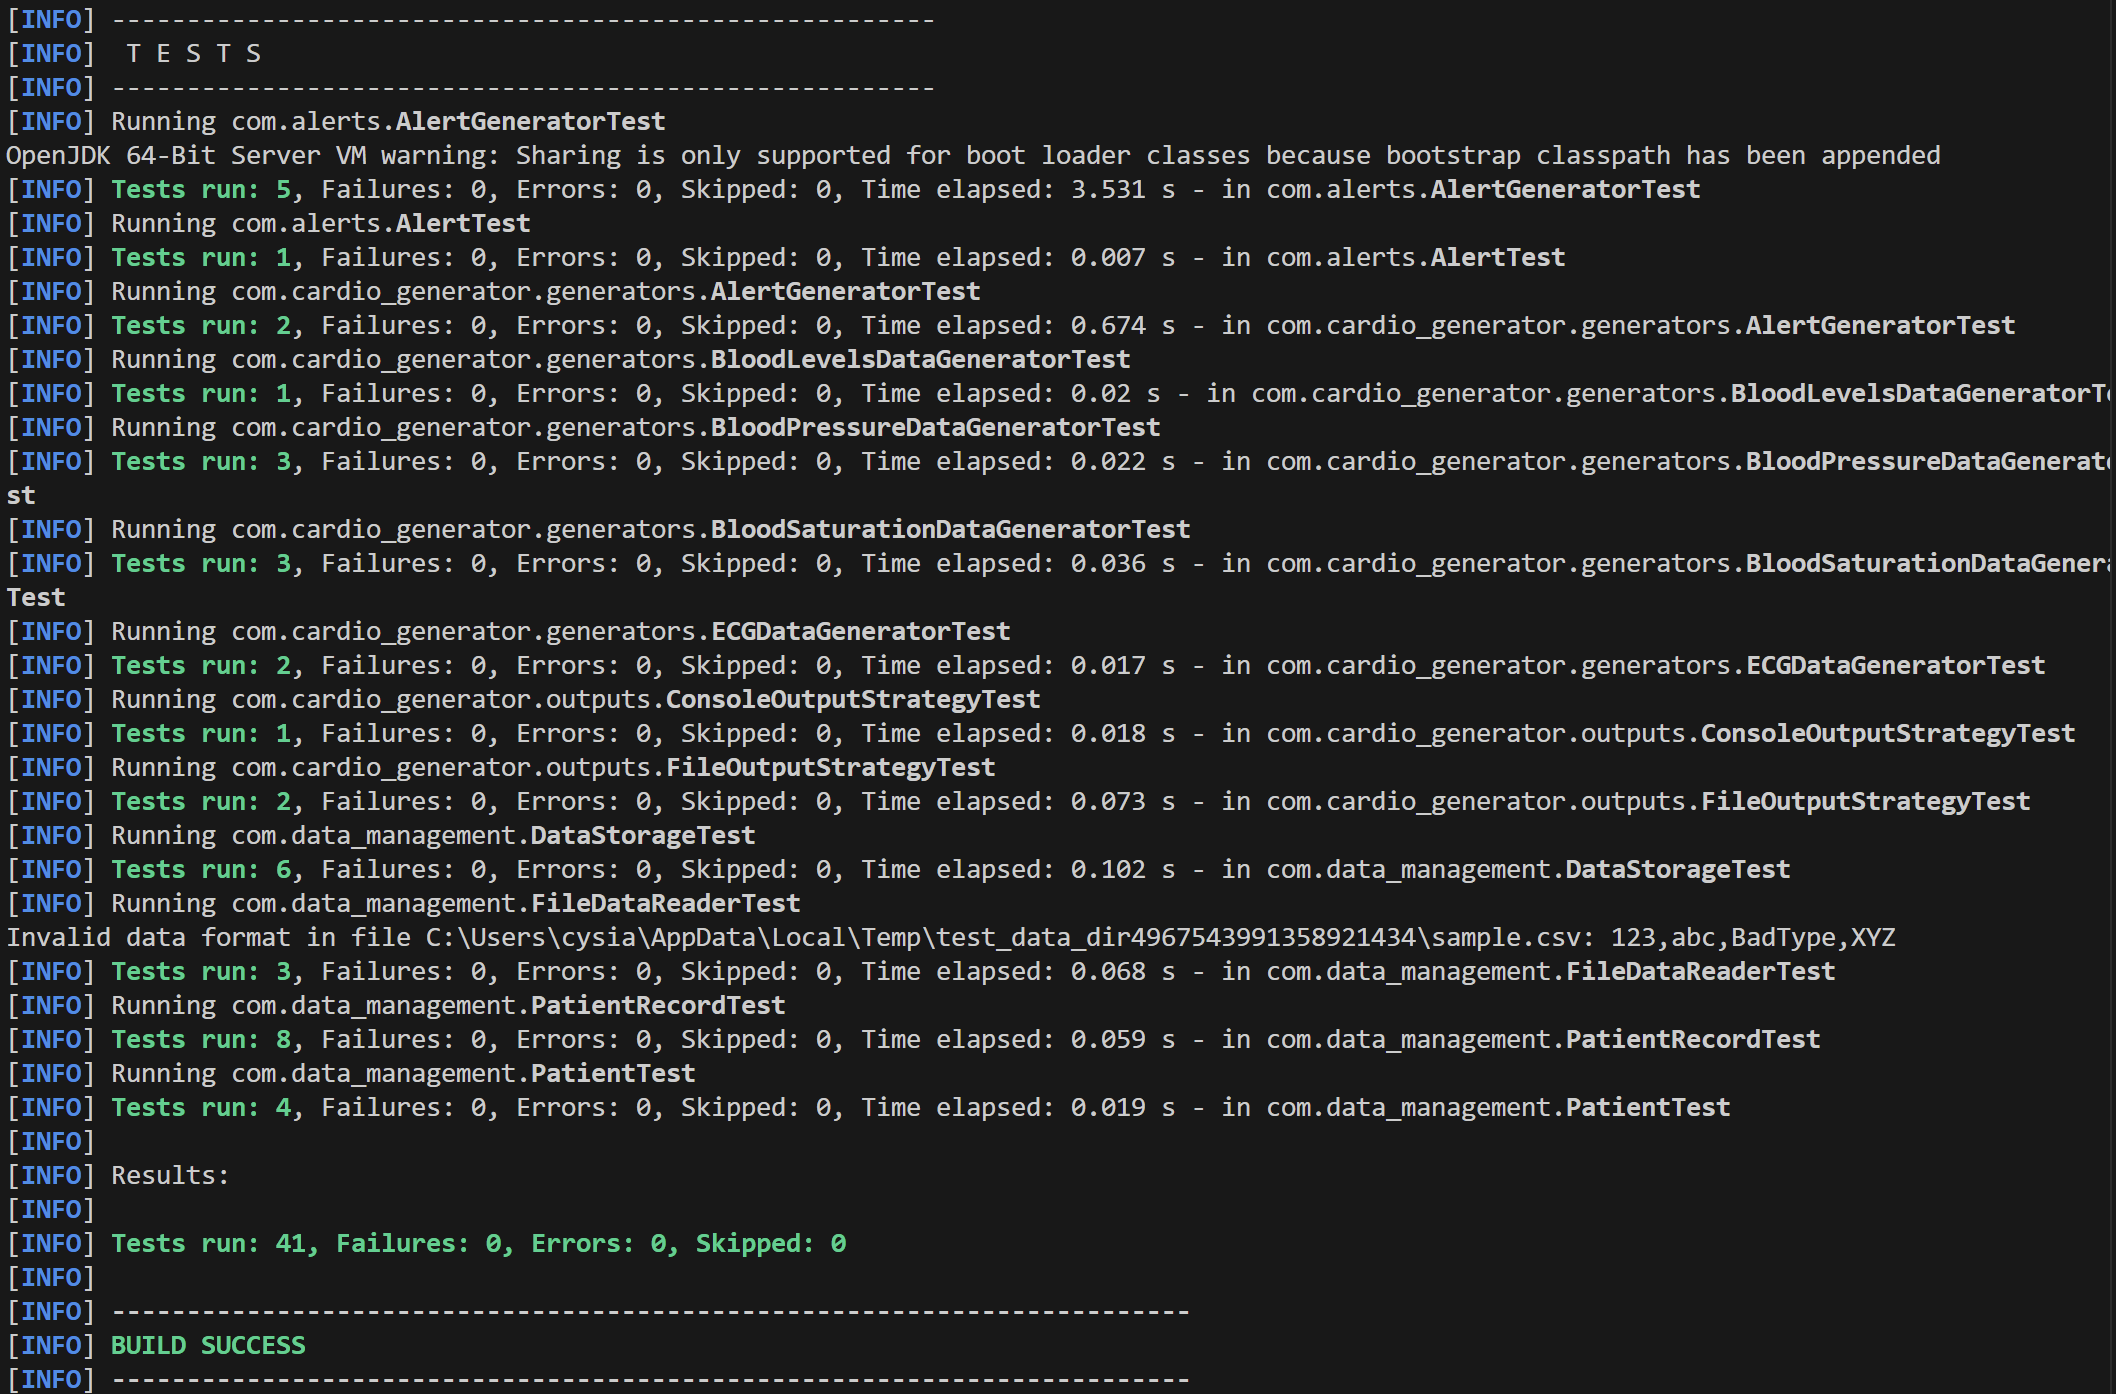 [INFO] -------------------------------------------------------
[INFO]  T E S T S
[INFO] -------------------------------------------------------
[INFO] Running com.alerts.AlertGeneratorTest
OpenJDK 64-Bit Server VM warning: Sharing is only supported for boot loader classes because bootstrap classpath has been appended
[INFO] Tests run: 5, Failures: 0, Errors: 0, Skipped: 0, Time elapsed: 3.531 s - in com.alerts.AlertGeneratorTest
[INFO] Running com.alerts.AlertTest
[INFO] Tests run: 1, Failures: 0, Errors: 0, Skipped: 0, Time elapsed: 0.007 s - in com.alerts.AlertTest
[INFO] Running com.cardio_generator.generators.AlertGeneratorTest
[INFO] Tests run: 2, Failures: 0, Errors: 0, Skipped: 0, Time elapsed: 0.674 s - in com.cardio_generator.generators.AlertGeneratorTest
[INFO] Running com.cardio_generator.generators.BloodLevelsDataGeneratorTest
[INFO] Tests run: 1, Failures: 0, Errors: 0, Skipped: 0, Time elapsed: 0.02 s - in com.cardio_generator.generators.BloodLevelsDataGeneratorT
[INFO] Running com.cardio_generator.generators.BloodPressureDataGeneratorTest
[INFO] Tests run: 3, Failures: 0, Errors: 0, Skipped: 0, Time elapsed: 0.022 s - in com.cardio_generator.generators.BloodPressureDataGenerat
st
[INFO] Running com.cardio_generator.generators.BloodSaturationDataGeneratorTest
[INFO] Tests run: 3, Failures: 0, Errors: 0, Skipped: 0, Time elapsed: 0.036 s - in com.cardio_generator.generators.BloodSaturationDataGener
Test
[INFO] Running com.cardio_generator.generators.ECGDataGeneratorTest
[INFO] Tests run: 2, Failures: 0, Errors: 0, Skipped: 0, Time elapsed: 0.017 s - in com.cardio_generator.generators.ECGDataGeneratorTest
[INFO] Running com.cardio_generator.outputs.ConsoleOutputStrategyTest
[INFO] Tests run: 1, Failures: 0, Errors: 0, Skipped: 0, Time elapsed: 0.018 s - in com.cardio_generator.outputs.ConsoleOutputStrategyTest
[INFO] Running com.cardio_generator.outputs.FileOutputStrategyTest
[INFO] Tests run: 2, Failures: 0, Errors: 0, Skipped: 0, Time elapsed: 0.073 s - in com.cardio_generator.outputs.FileOutputStrategyTest
[INFO] Running com.data_management.DataStorageTest
[INFO] Tests run: 6, Failures: 0, Errors: 0, Skipped: 0, Time elapsed: 0.102 s - in com.data_management.DataStorageTest
[INFO] Running com.data_management.FileDataReaderTest
Invalid data format in file C:\Users\cysia\AppData\Local\Temp\test_data_dir4967543991358921434\sample.csv: 123,abc,BadType,XYZ
[INFO] Tests run: 3, Failures: 0, Errors: 0, Skipped: 0, Time elapsed: 0.068 s - in com.data_management.FileDataReaderTest
[INFO] Running com.data_management.PatientRecordTest
[INFO] Tests run: 8, Failures: 0, Errors: 0, Skipped: 0, Time elapsed: 0.059 s - in com.data_management.PatientRecordTest
[INFO] Running com.data_management.PatientTest
[INFO] Tests run: 4, Failures: 0, Errors: 0, Skipped: 0, Time elapsed: 0.019 s - in com.data_management.PatientTest
[INFO]
[INFO] Results:
[INFO]
[INFO] Tests run: 41, Failures: 0, Errors: 0, Skipped: 0
[INFO]
[INFO] ------------------------------------------------------------------------
[INFO] BUILD SUCCESS
[INFO] ------------------------------------------------------------------------